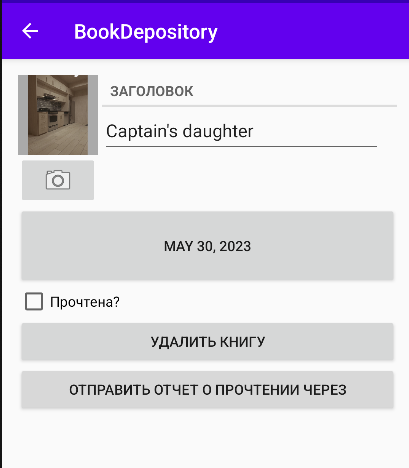 BookDepository
ЗАГОЛОВОК
Captain's daughter
MAY 30, 2023
Прочтена?
УДАЛИТЬ КНИГУ
ОТПРАВИТЬ ОТЧЕТ О ПРОЧТЕНИИ ЧЕРЕЗ